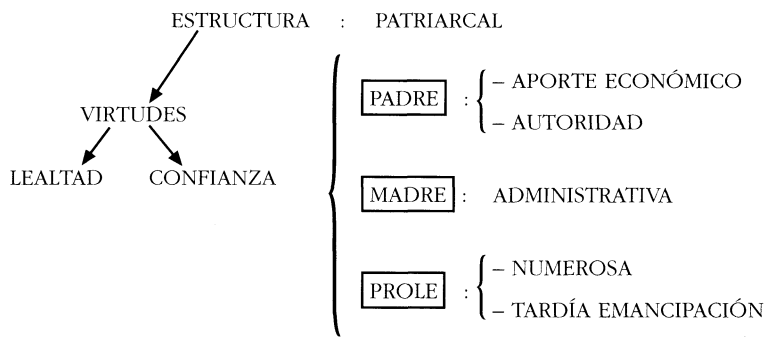 ESTRUCTURA : PATRIARCAL
VIRTUDES
LEALTAD CONFIANZA
PADRE :
– APORTE ECONÓMICO
– AUTORIDAD
MADRE : ADMINISTRATIVA
PROLE :
– NUMEROSA
– TARDÍA EMANCIPACIÓN